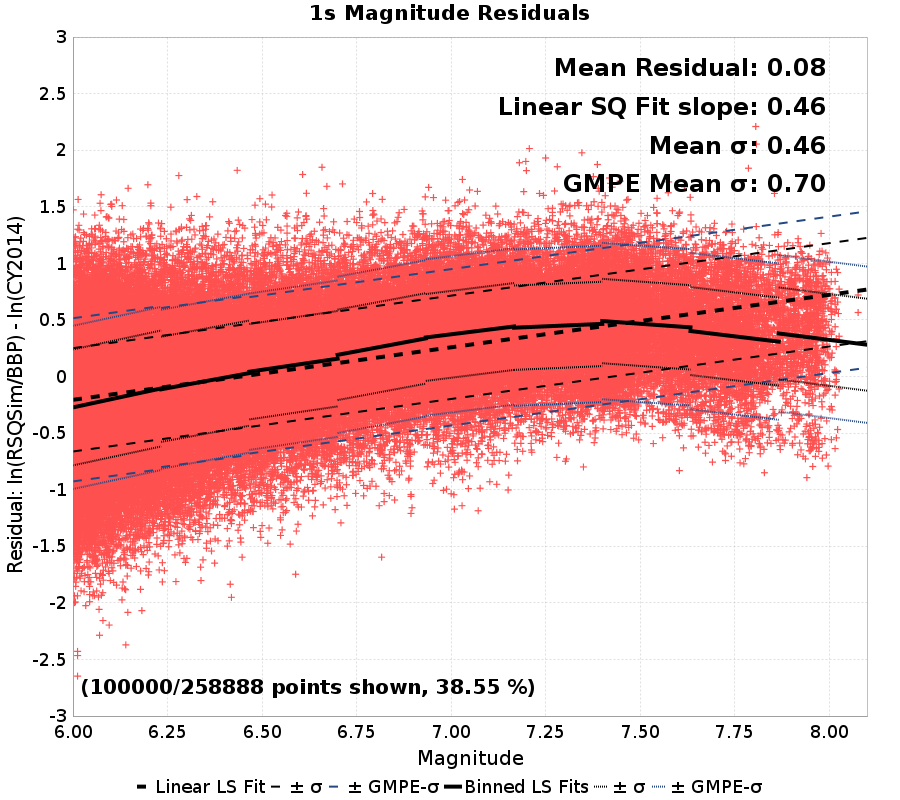 1s Magnitude Residuals
Mean Residual: 0.08
Linear SQ Fit slope: 0.46
Mean σ: 0.46
GMPE Mean σ: 0.70
3
2.5
2
1.5
1
0.5
0
-0.5
-1
-1.5
-2
-2.5
-3
Residual: ln(RSQSim/BBP) - ln(CY2014)
(100000/258888 points shown, 38.55 %)
6.00 6.25 6.50 6.75 7.00 7.25 7.50 7.75 8.00
Magnitude
Linear LS Fit ± σ ± GMPE-σ Binned LS Fits ± σ ± GMPE-σ